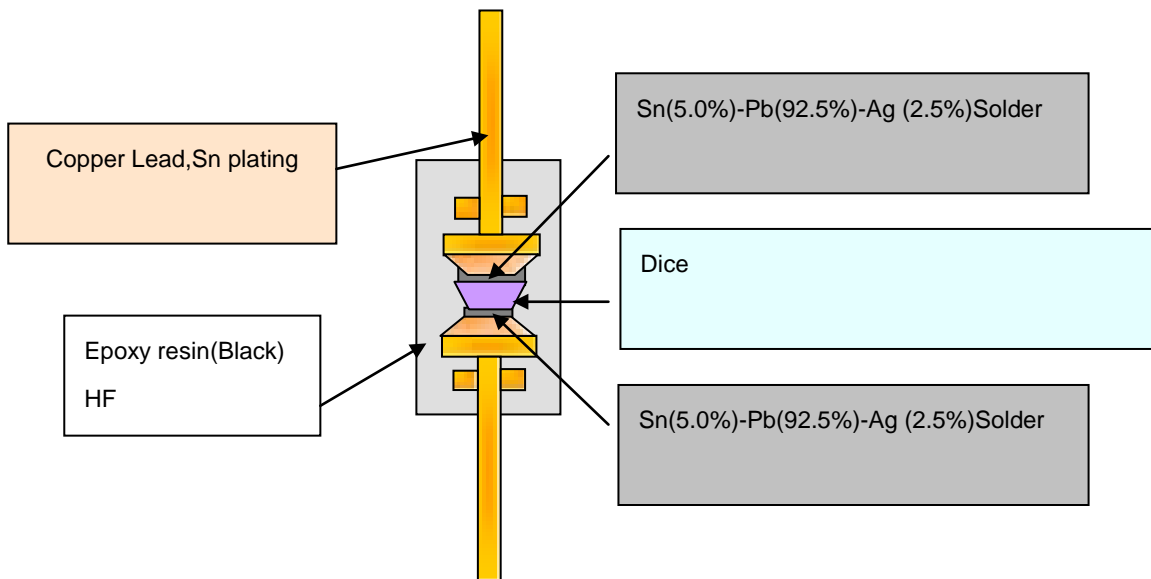 Sn(5.0%)-Pb(92.5%)-Ag (2.5%)Solder
Copper Lead,Sn plating
Dice
Epoxy resin(Black)
HF
Sn(5.0%)-Pb(92.5%)-Ag (2.5%)Solder